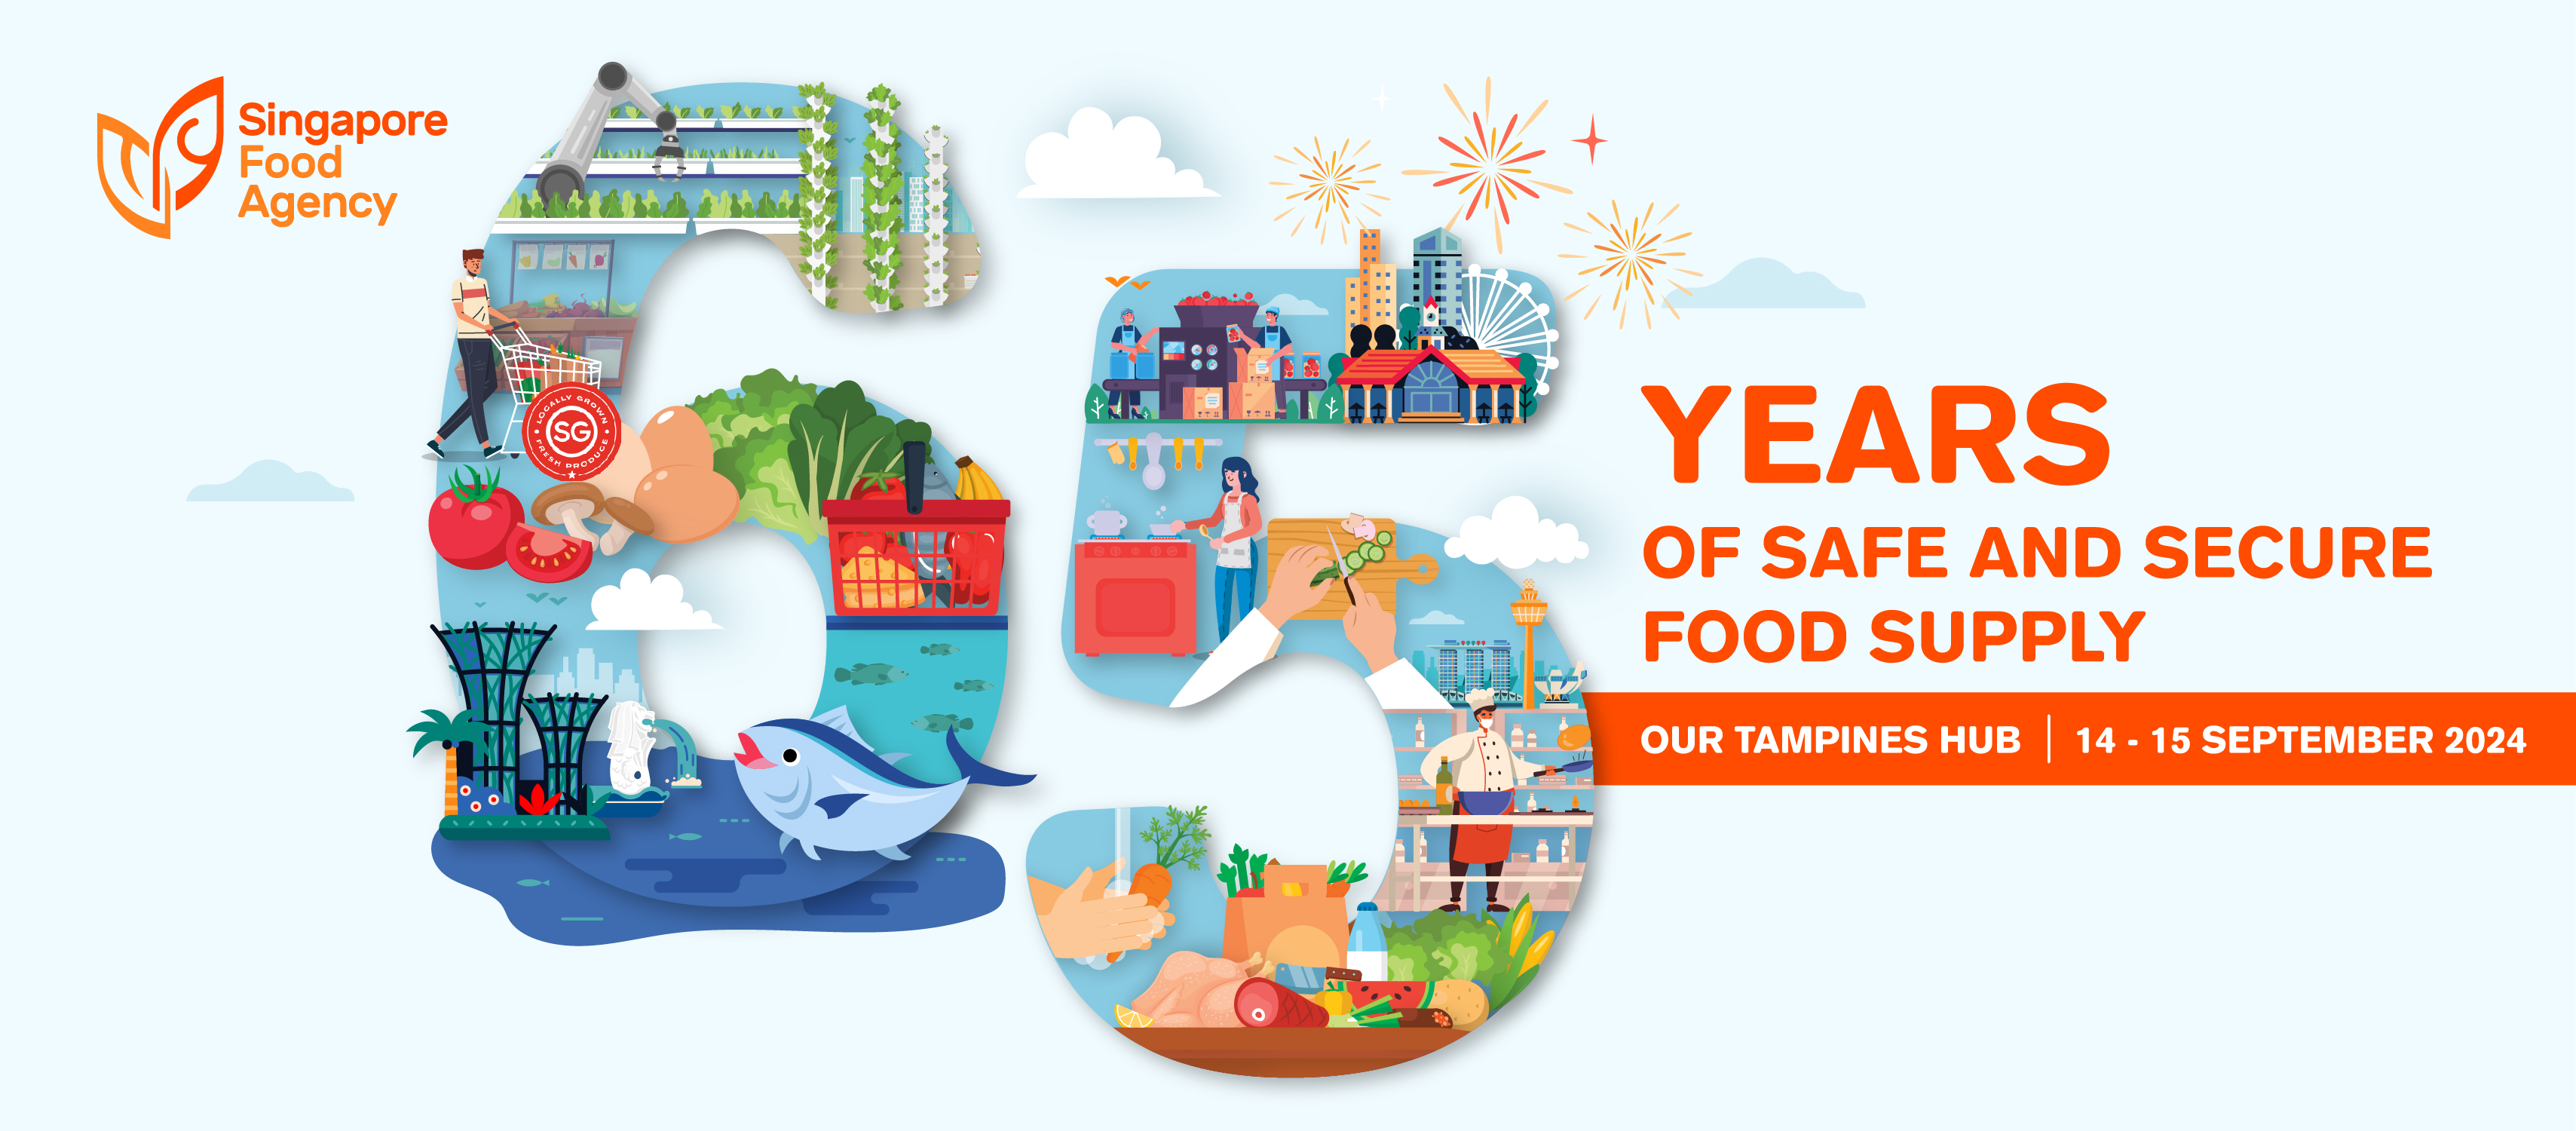 Singapore
Food
Agency
65
YEARS
OF SAFE AND SECURE
FOOD SUPPLY
OUR TAMPINES HUB | 14 - 15 SEPTEMBER 2024
LOCALLY GROWN
SG
FRESH PRODUCE